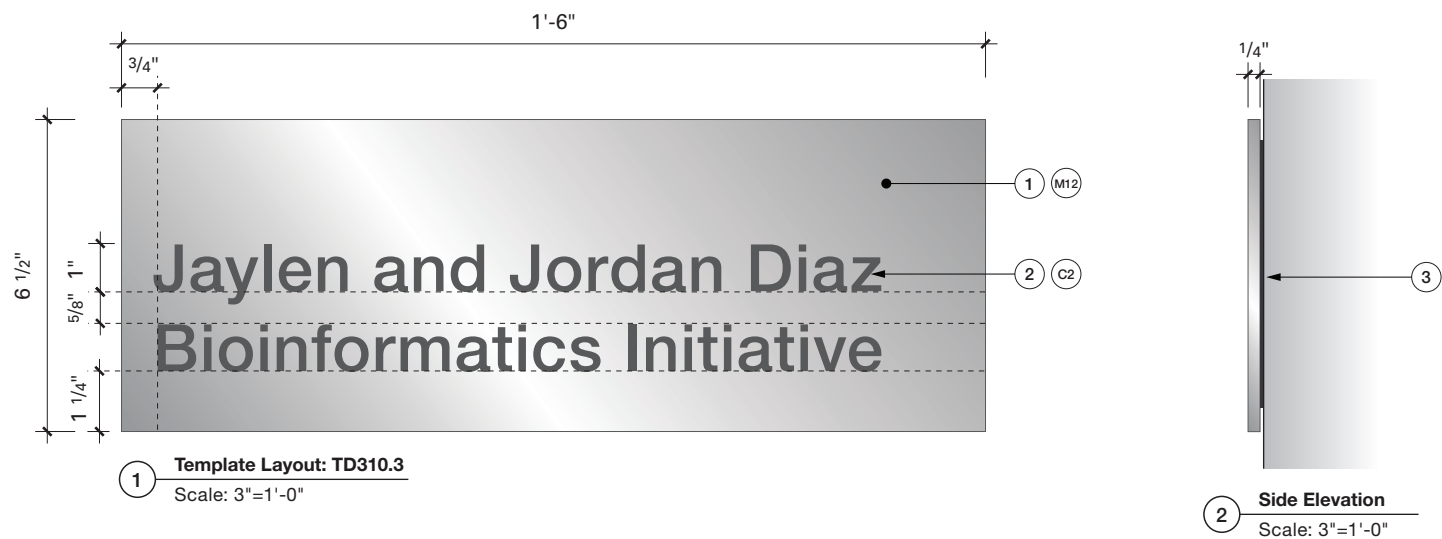 1'-6"
3/4"
1/4"
1 M12
6 1/2"
1"
5/8"
1 1/4"
Jaylen and Jordan Diaz
Bioinformatics Initiative
2 C2
3
1 Template Layout: TD310.3
Scale: 3"=1'-0"
2 Side Elevation
Scale: 3"=1'-0"